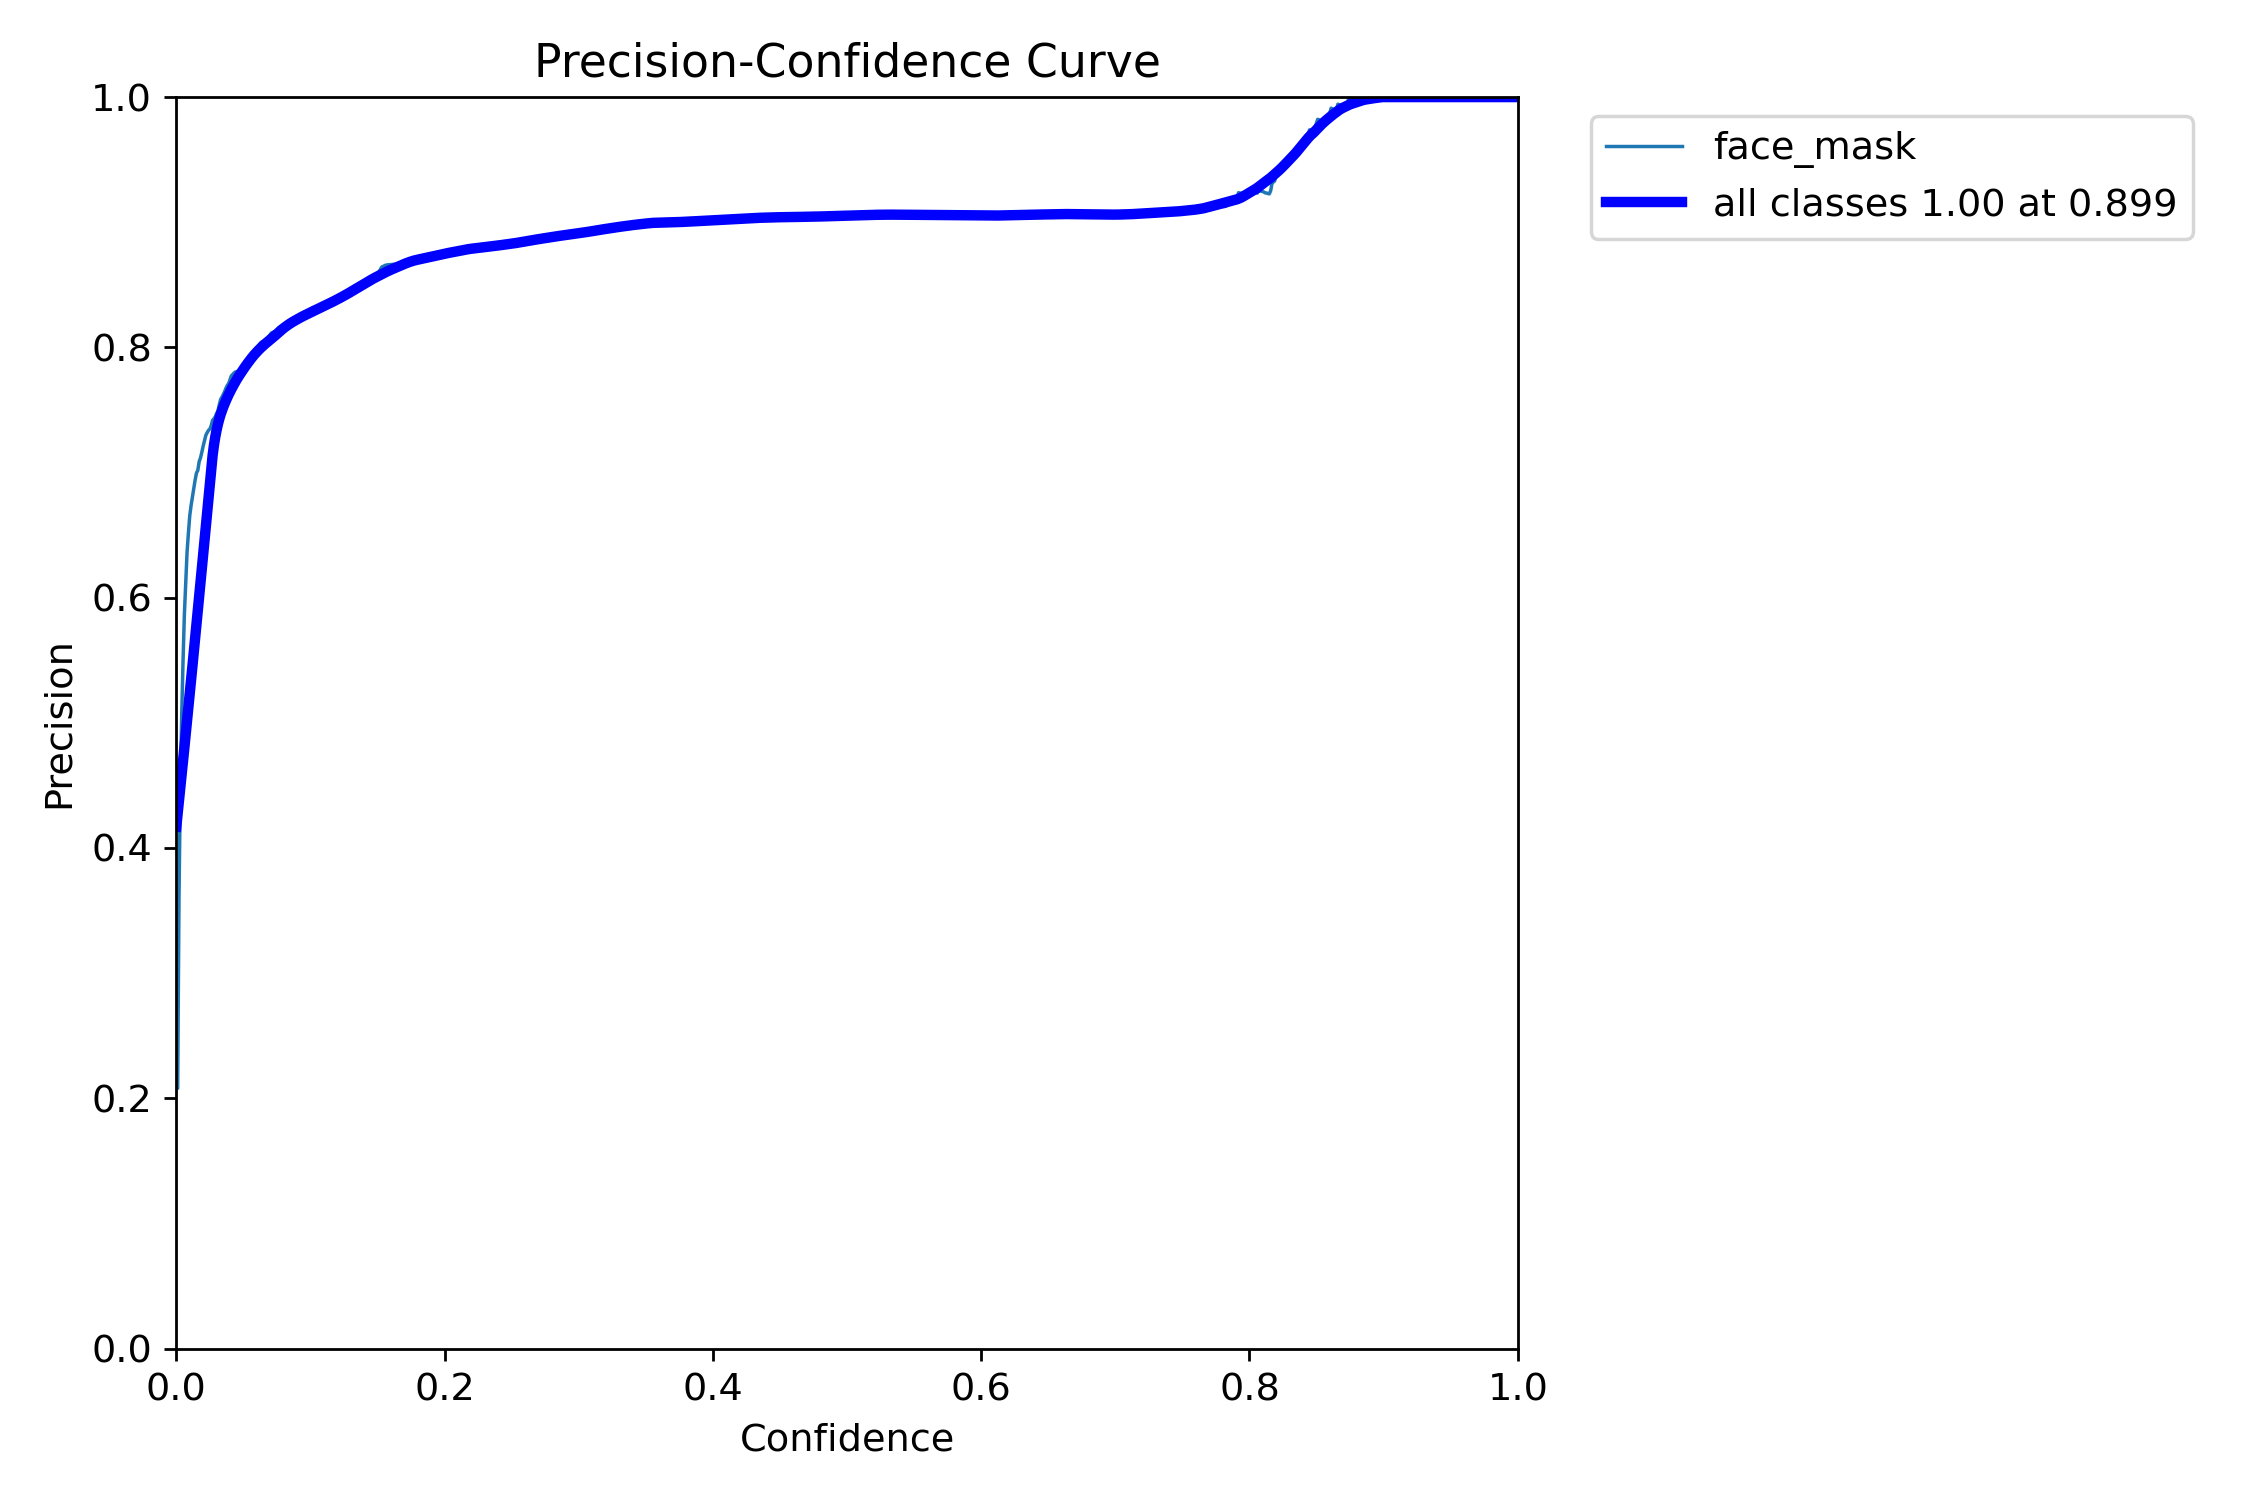 Precision-Confidence Curve
1.0
0.8
0.6
0.4
0.2
0.0
Precision
0.0 0.2 0.4 0.6 0.8 1.0
Confidence
face_mask
all classes 1.00 at 0.899